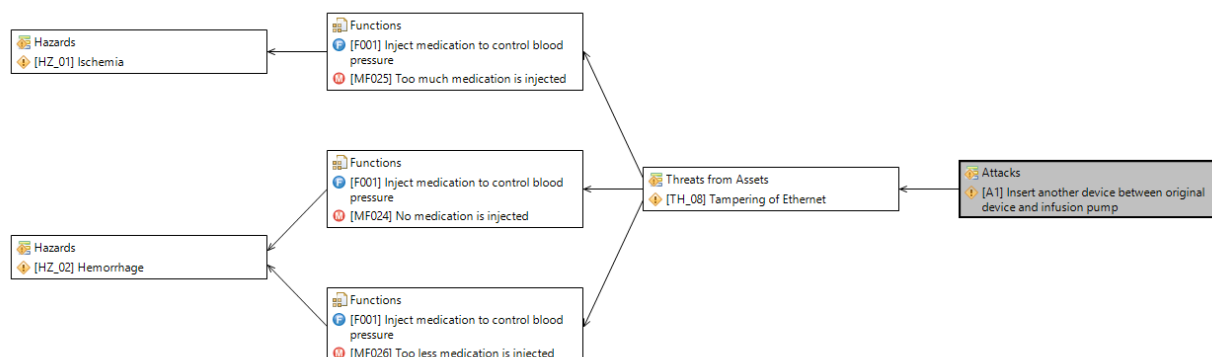 Hazards
[HZ_01] Ischemia
Functions
[F001] Inject medication to control blood
pressure
[MF025] Too much medication is injected
Functions
[F001] Inject medication to control blood
pressure
[MF024] No medication is injected
Hazards
[HZ_02] Hemorrhage
Functions
[F001] Inject medication to control blood
pressure
[MF026] Too less medication is injected
Threats from Assets
[TH_08] Tampering of Ethernet
Attacks
[A1] Insert another device between original
device and infusion pump